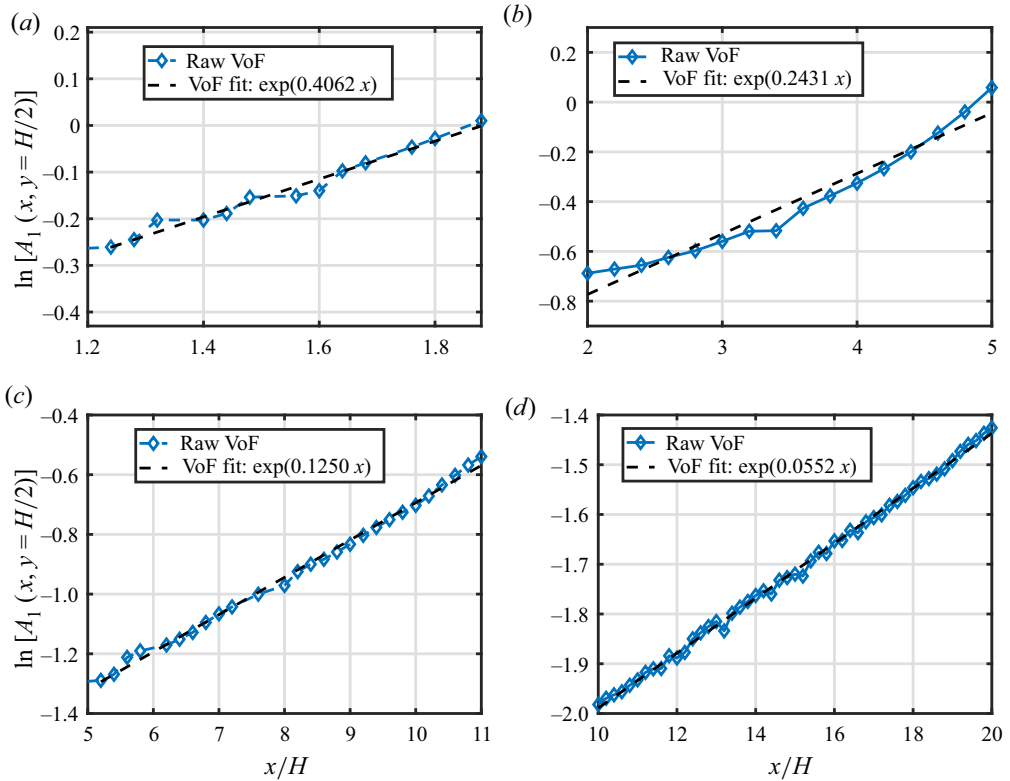 (a)
0.2
0.1
0
−0.1
−0.2
−0.3
−0.4
1.2 1.4 1.6 1.8
Raw VoF
VoF fit: exp(0.4062 x)
ln [A1 (x, y = H/2)]
(b)
0.2
0
−0.2
−0.4
−0.6
−0.8
2 3 4 5
Raw VoF
VoF fit: exp(0.2431 x)
(c)
−0.4
−0.6
−0.8
−1.0
−1.2
−1.4
5 6 7 8 9 10 11
Raw VoF
VoF fit: exp(0.1250 x)
ln [A1 (x, y = H/2)]
x/H
(d)
−1.4
−1.5
−1.6
−1.7
−1.8
−1.9
−2.0
10 12 14 16 18 20
Raw VoF
VoF fit: exp(0.0552 x)
x/H